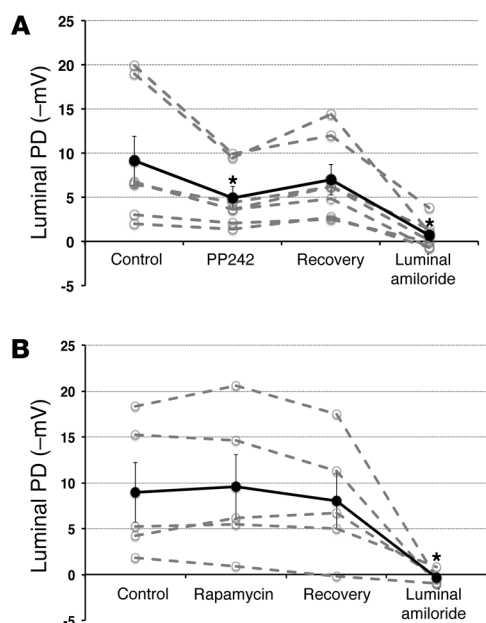 A
Luminal PD (−mV)
25
20
15
10
5
0
-5
*
*
Control PP242 Recovery Luminal
amiloride
B
Luminal PD (−mV)
25
20
15
10
5
0
-5
*
Control Rapamycin Recovery Luminal
amiloride